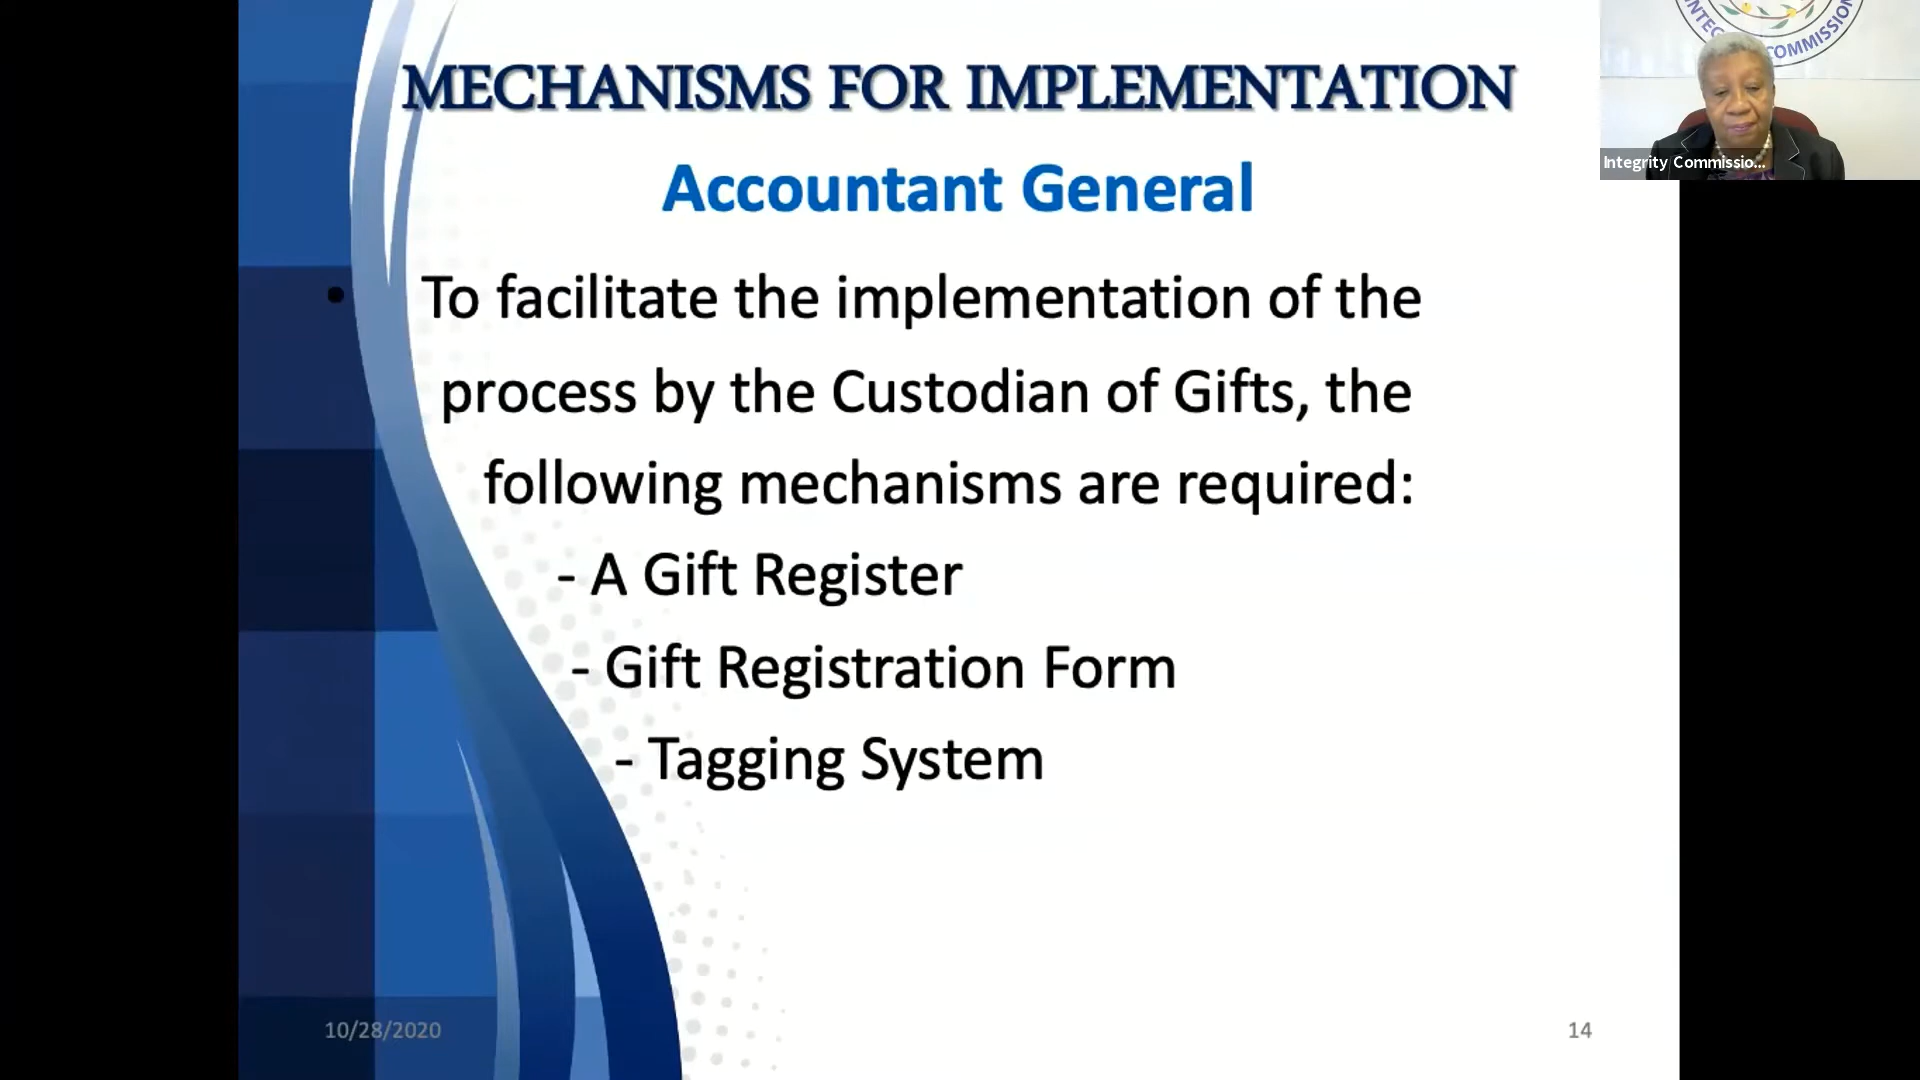 MECHANISMS FOR IMPLEMENTATION
Accountant General
• To facilitate the implementation of the
process by the Custodian of Gifts, the
following mechanisms are required:
- A Gift Register
- Gift Registration Form
- Tagging System
10/28/2020
14
COMMISSION
Integrity Commissio...